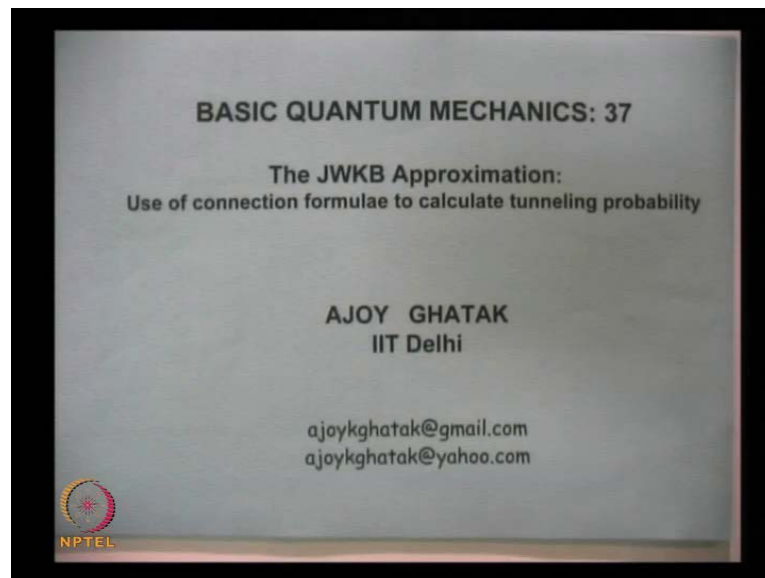 BASIC QUANTUM MECHANICS: 37
The JWKB Approximation:
Use of connection formulae to calculate tunneling probability
AJOY GHATAK
IIT Delhi
ajoykghatak@gmail.com
ajoykghatak@yahoo.com
NPTEL